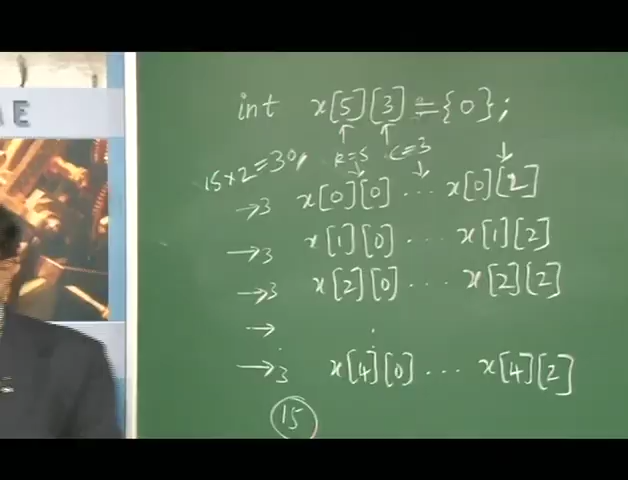 AE
int x[5][3] = {0};
R=5 C=3
15×2=30
→3 x[0][0] ... x[0][2]
→3 x[1][0] ... x[1][2]
→3 x[2][0] ... x[2][2]
→ :
→3 x[4][0] ... x[4][2]
15